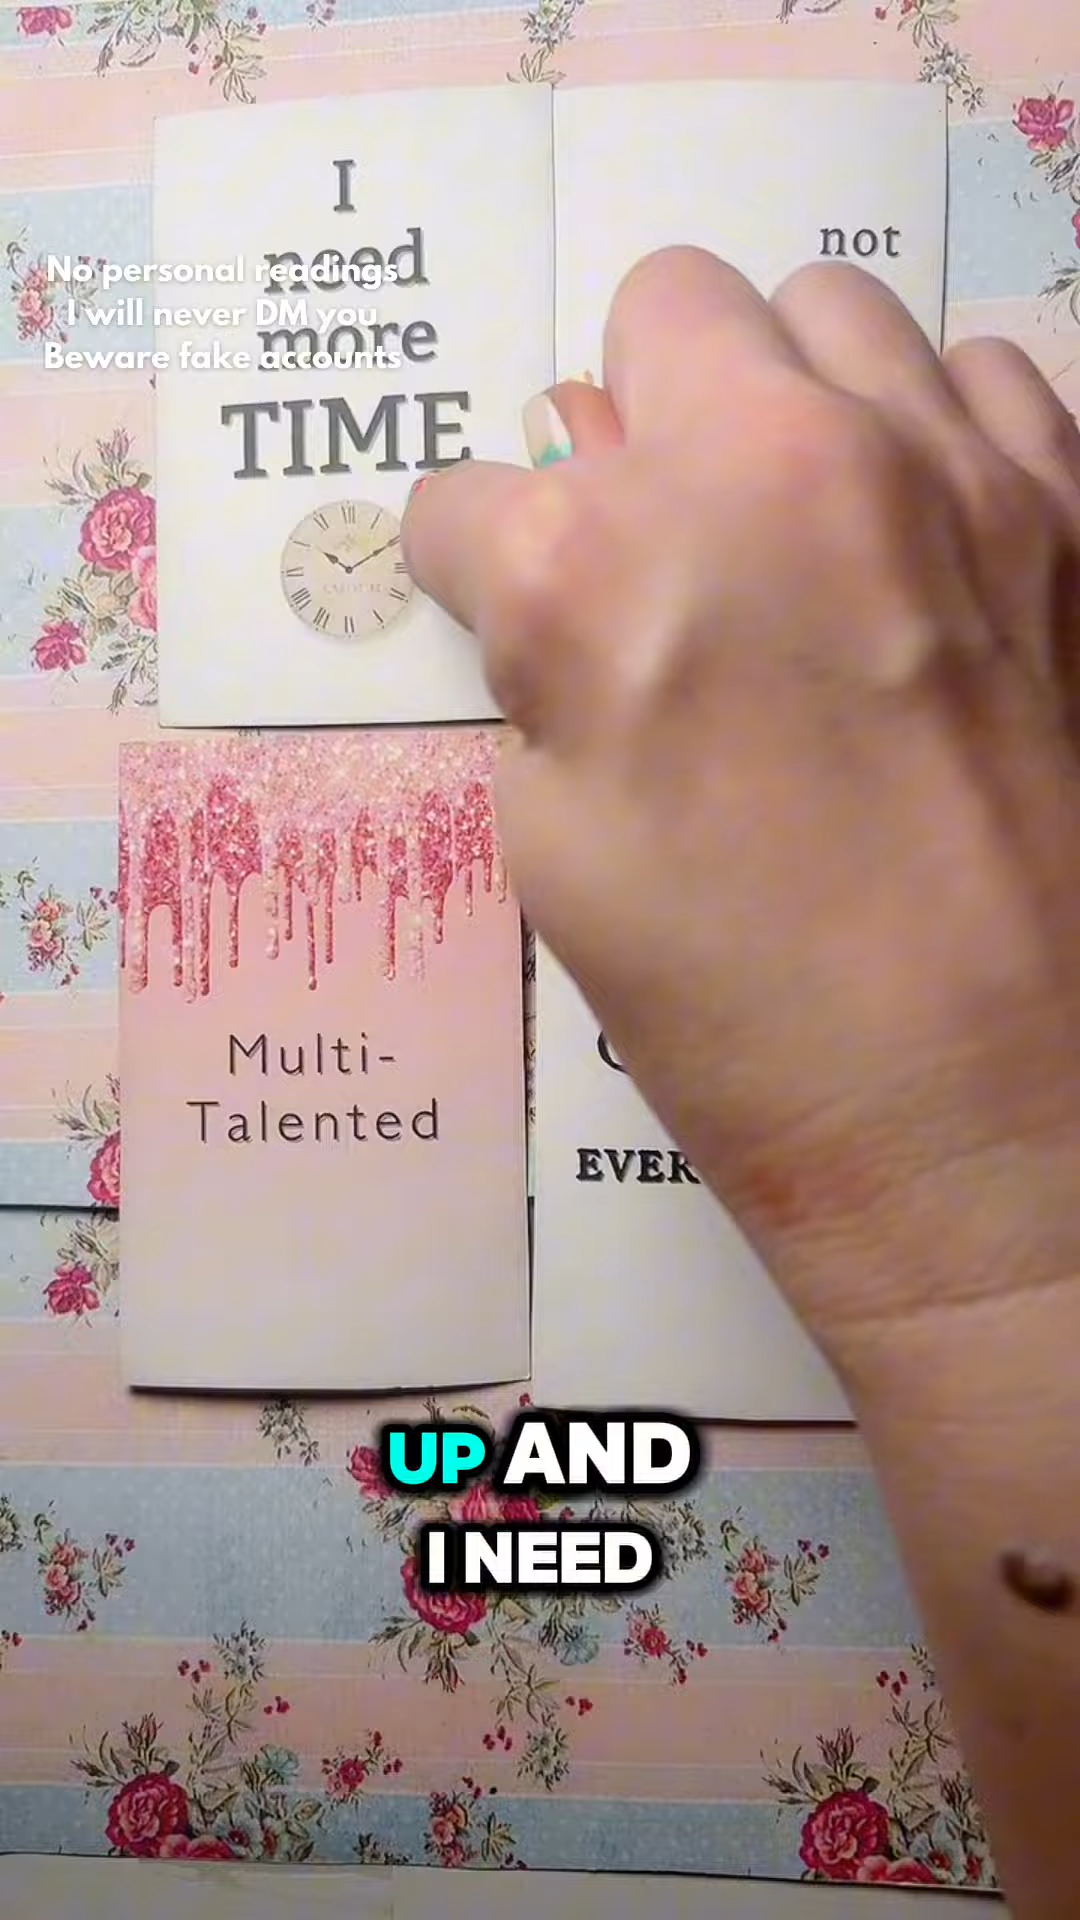 I
need
more
TIME
not
No personal readings
I will never DM you
Beware fake accounts
Multi-
Talented
UP AND
I NEED